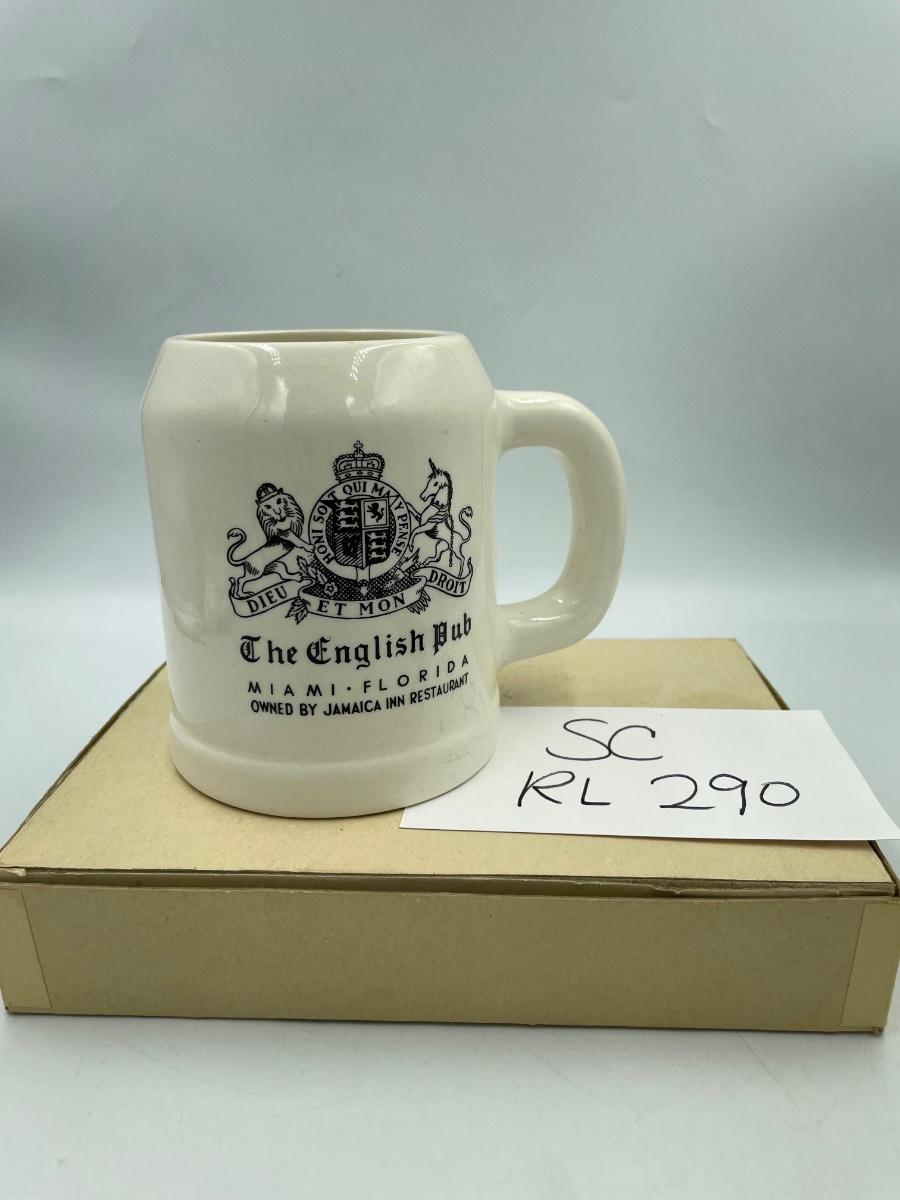 HONI SOIT QUI MAL Y PENSE
DIEU ET MON DROIT
The English Pub
MIAMI · FLORIDA
OWNED BY JAMAICA INN RESTAURANT
SC
RL 290